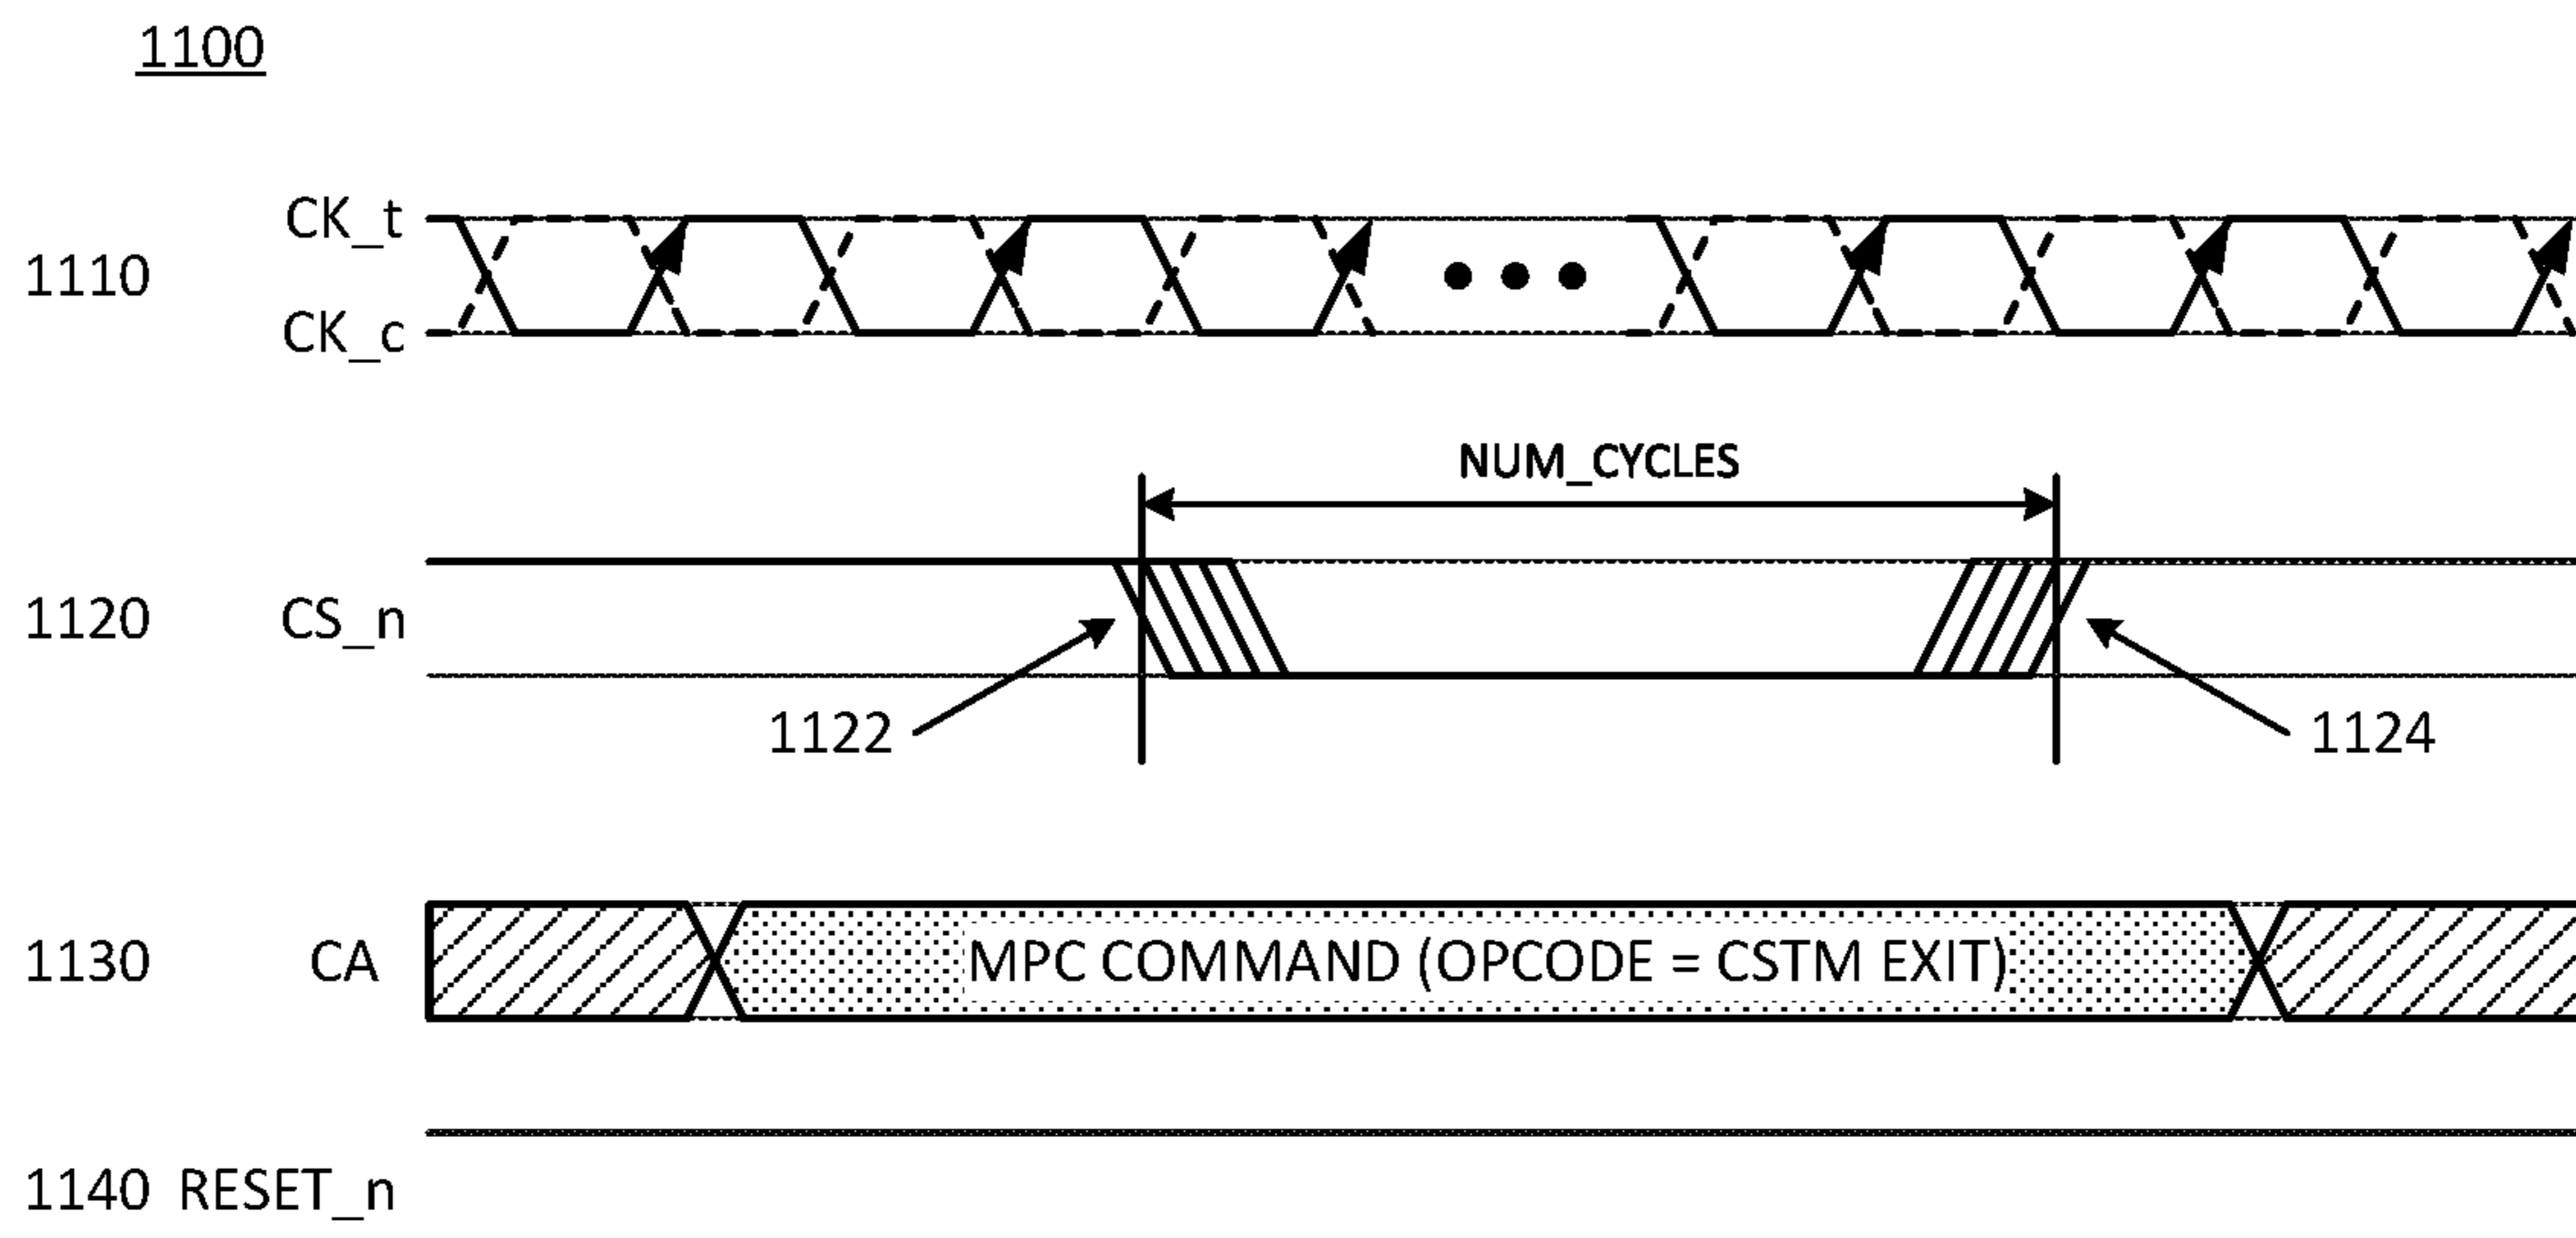 1100
CK_t
1110
CK_c
NUM_CYCLES
1120 CS_n
1122
1124
1130 CA MPC COMMAND (OPCODE = CSTM EXIT)
1140 RESET_n